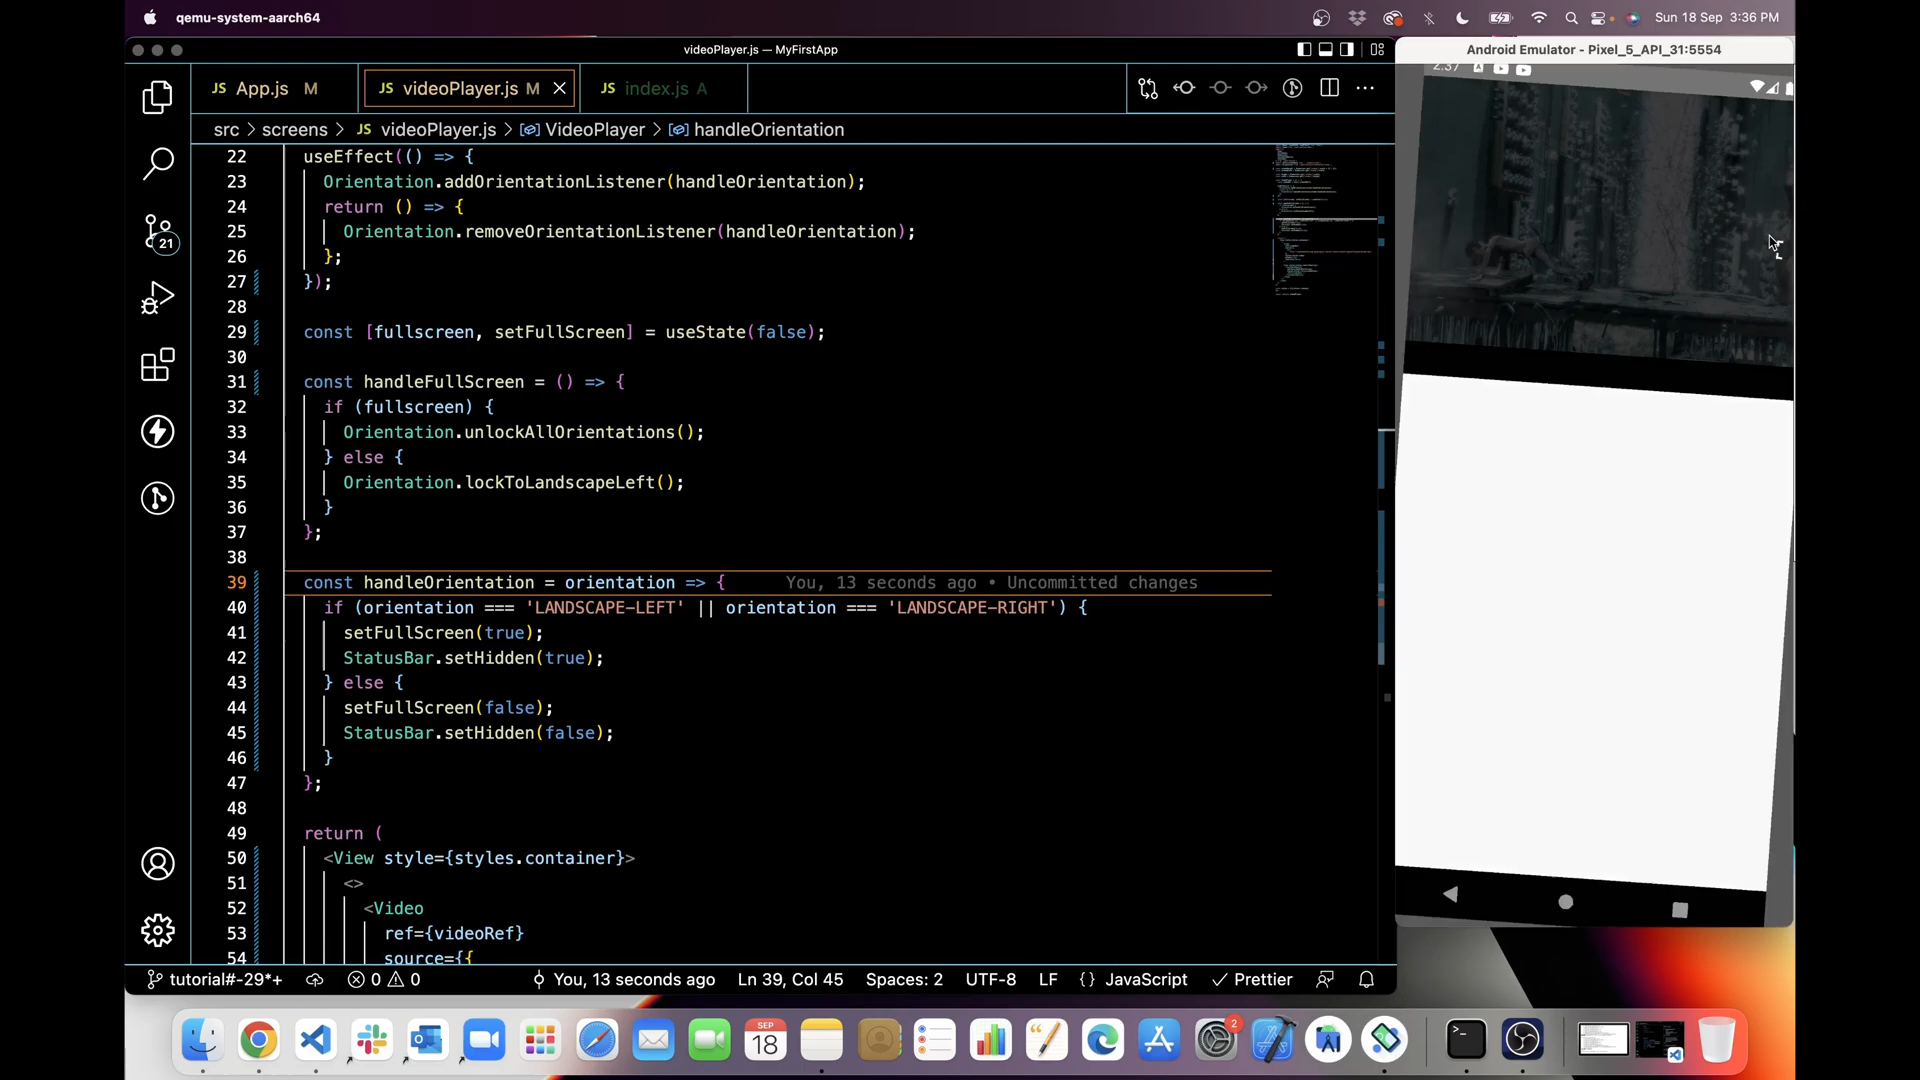 qemu-system-aarch64
Sun 18 Sep 3:36 PM
videoPlayer.js — MyFirstApp
Android Emulator - Pixel_5_API_31:5554
JS App.js M
JS videoPlayer.js M
JS index.js A
src > screens > JS videoPlayer.js > VideoPlayer > handleOrientation
22 useEffect(() => {
23 Orientation.addOrientationListener(handleOrientation);
24 return () => {
25 Orientation.removeOrientationListener(handleOrientation);
26 };
27 });
28
29 const [fullscreen, setFullScreen] = useState(false);
30
31 const handleFullScreen = () => {
32 if (fullscreen) {
33 Orientation.unlockAllOrientations();
34 } else {
35 Orientation.lockToLandscapeLeft();
36 }
37 };
38
39 const handleOrientation = orientation => { You, 13 seconds ago • Uncommitted changes
40 if (orientation === 'LANDSCAPE-LEFT' || orientation === 'LANDSCAPE-RIGHT') {
41 setFullScreen(true);
42 StatusBar.setHidden(true);
43 } else {
44 setFullScreen(false);
45 StatusBar.setHidden(false);
46 }
47 };
48
49 return (
50 <View style={styles.container}>
51 <>
52 <Video
53 ref={videoRef}
54 source={{
21
2:37
tutorial#-29*+
0
0
You, 13 seconds ago
Ln 39, Col 45
Spaces: 2
UTF-8
LF
{} JavaScript
Prettier
SEP
18
2